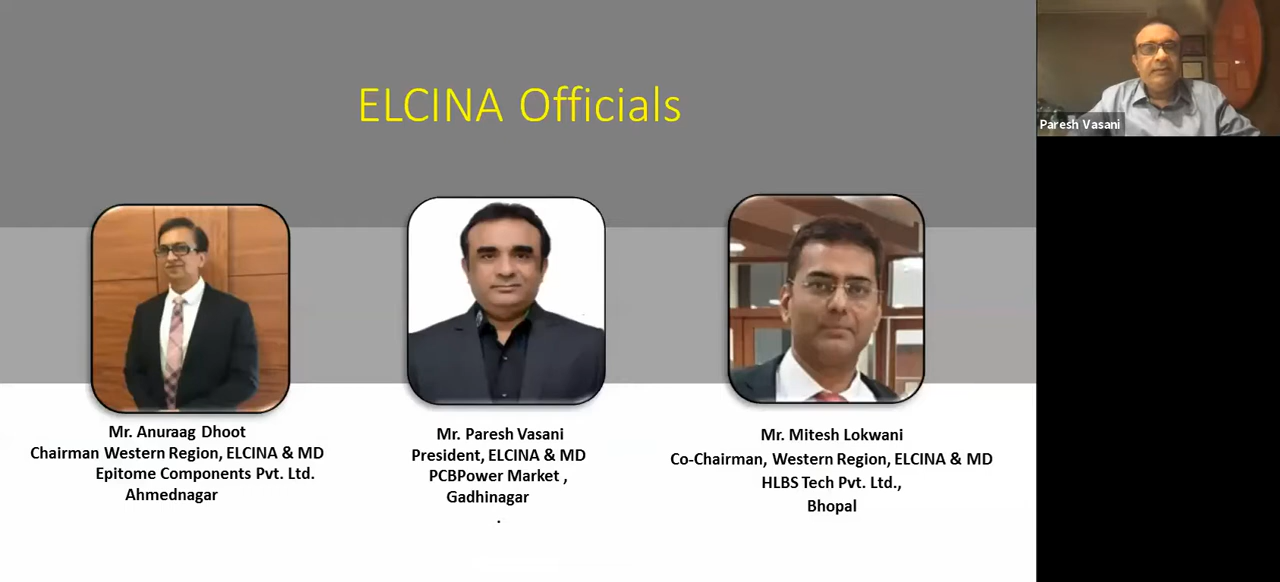 ELCINA Officials
Paresh Vasani
Mr. Anuraag Dhoot
Chairman Western Region, ELCINA & MD
Epitome Components Pvt. Ltd.
Ahmednagar
Mr. Paresh Vasani
President, ELCINA & MD
PCBPower Market ,
Gadhinagar
.
Mr. Mitesh Lokwani
Co-Chairman, Western Region, ELCINA & MD
HLBS Tech Pvt. Ltd.,
Bhopal